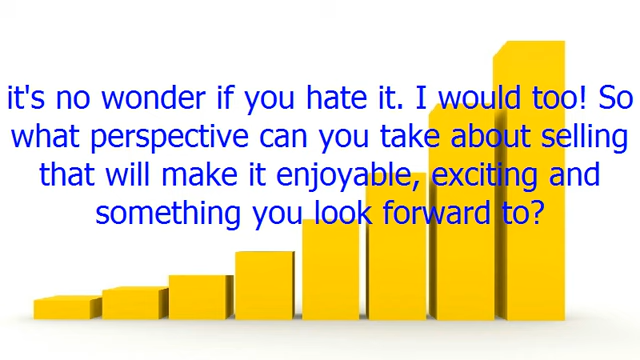 it's no wonder if you hate it. I would too! So
what perspective can you take about selling
that will make it enjoyable, exciting and
something you look forward to?